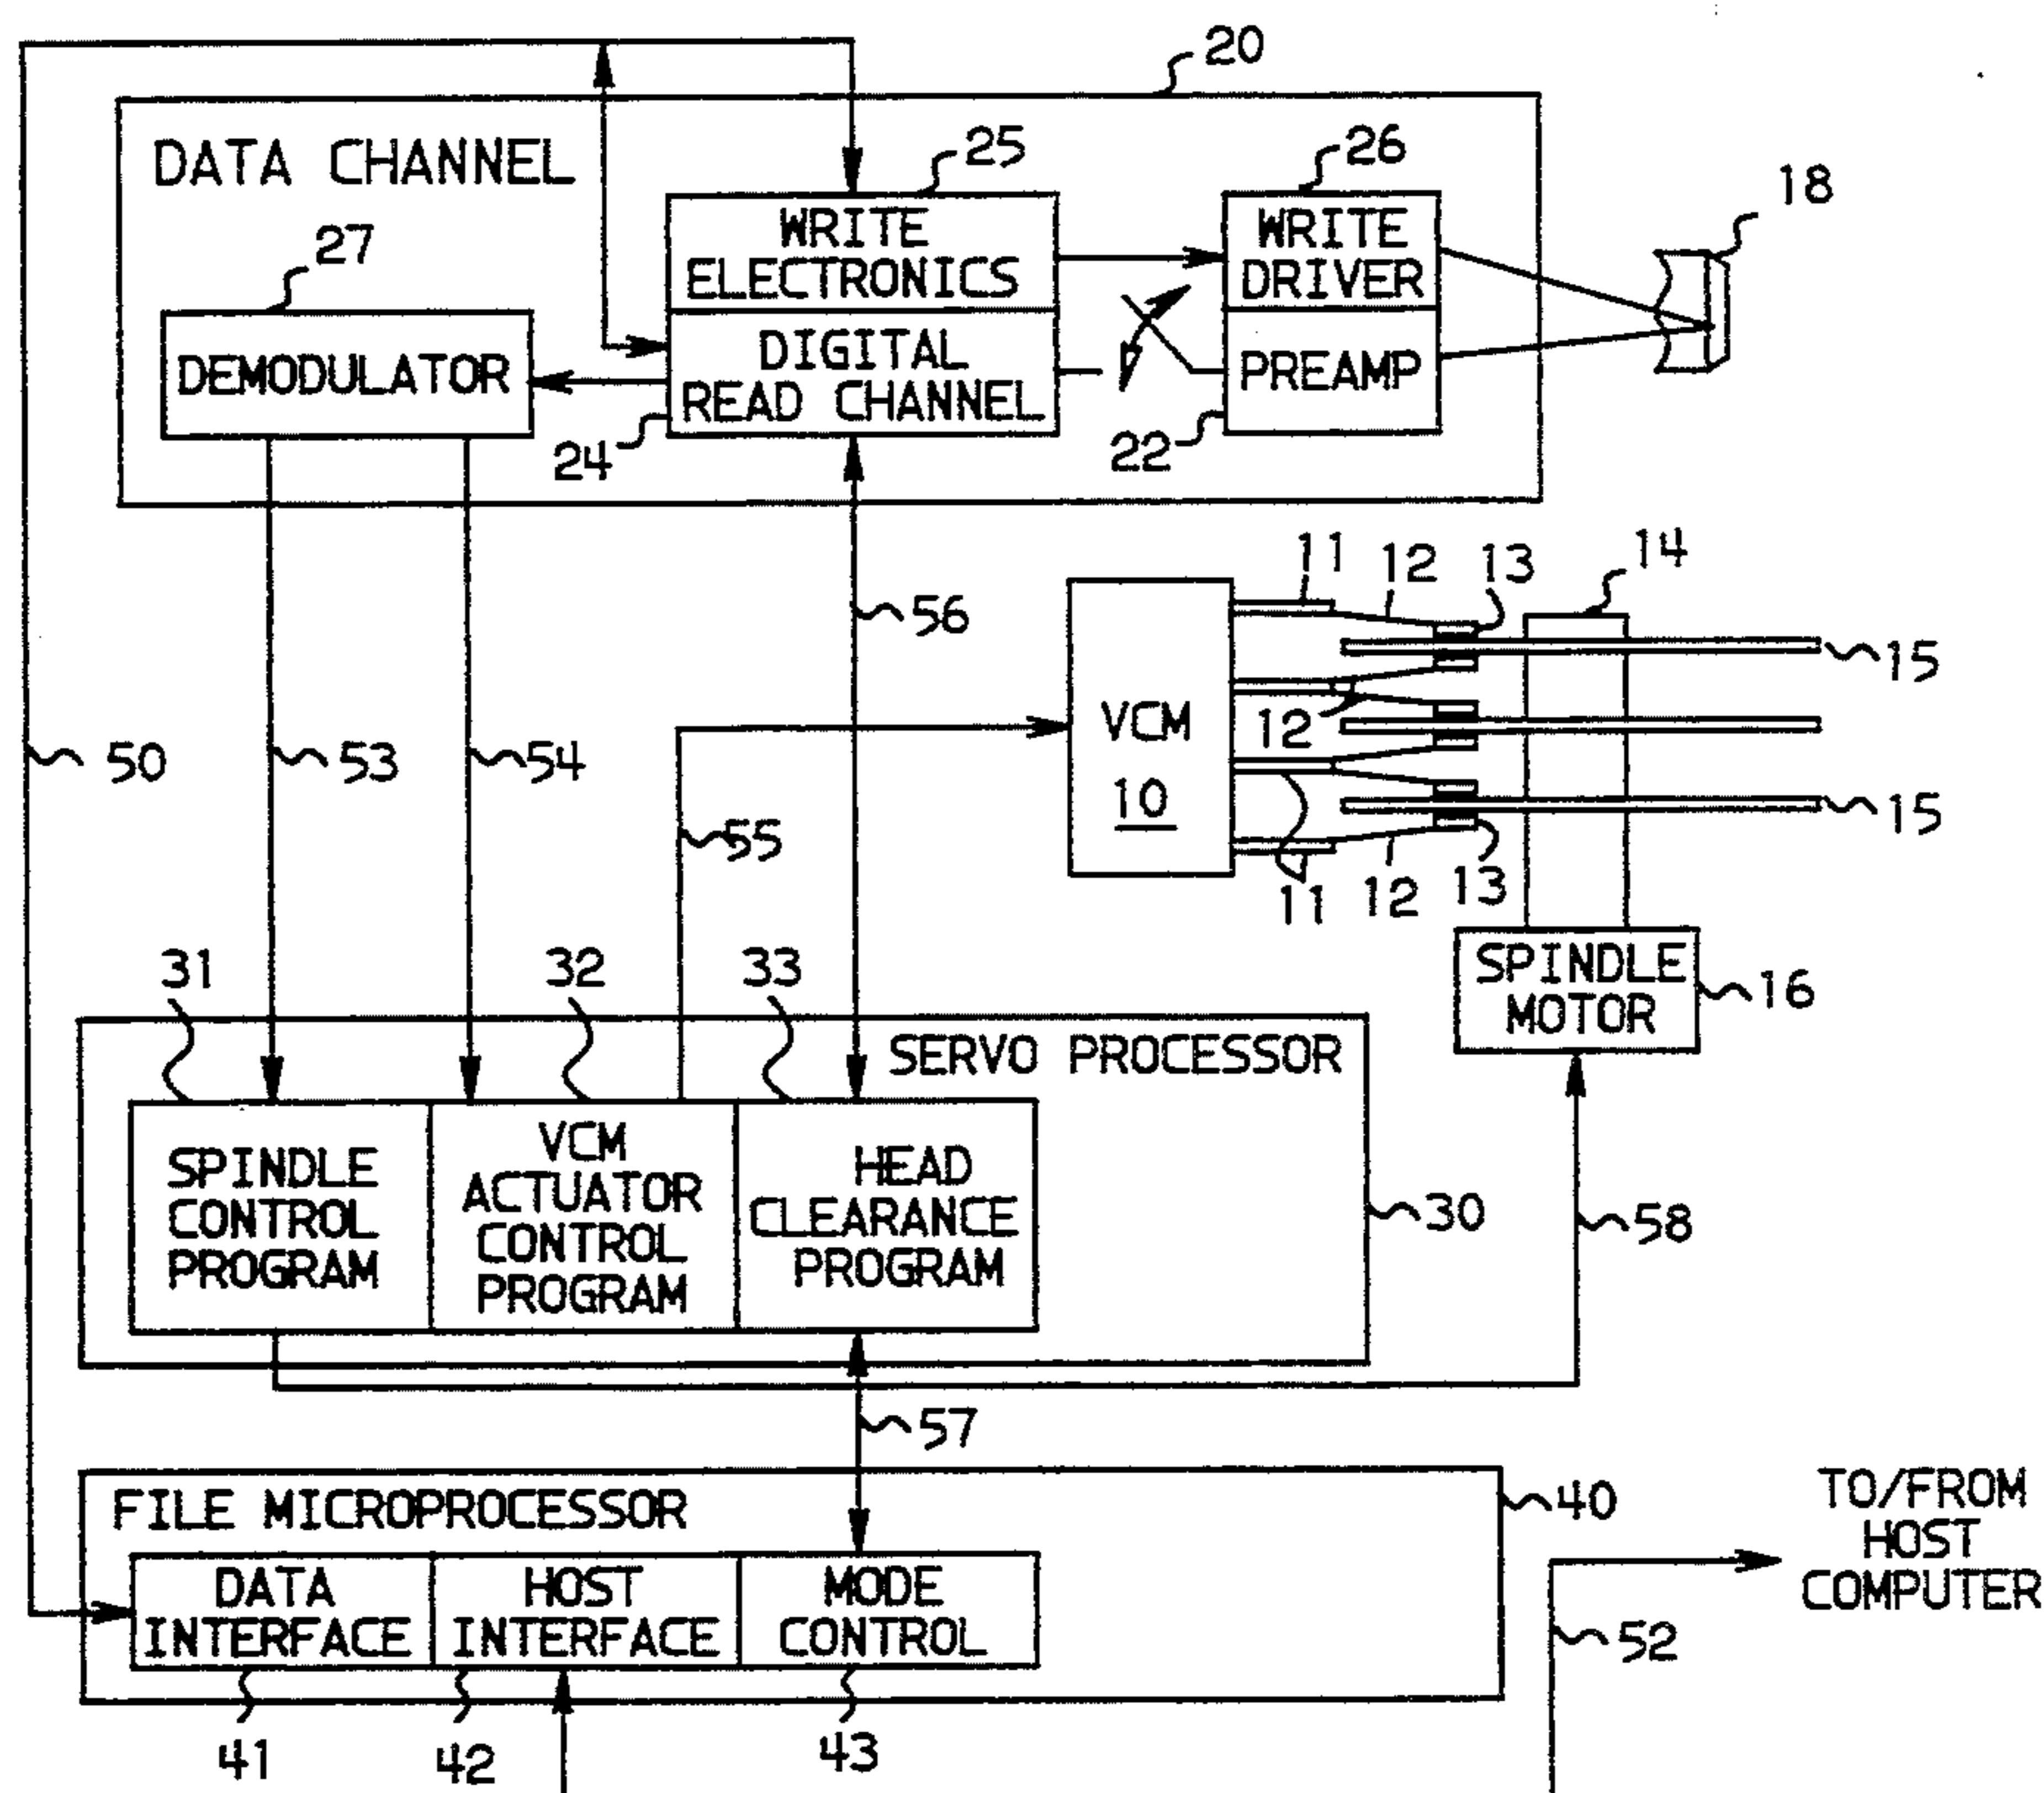 20
DATA CHANNEL
25
26
18
27
WRITE
ELECTRONICS
WRITE
DRIVER
DEMODULATOR
DIGITAL
READ CHANNEL
PREAMP
24
22
11
12
13
14
56
15
12
VCM
10
50
53
54
55
15
11
12
13
31
32
33
SPINDLE
MOTOR
16
SERVO PROCESSOR
SPINDLE
CONTROL
PROGRAM
VCM
ACTUATOR
CONTROL
PROGRAM
HEAD
CLEARANCE
PROGRAM
30
58
57
FILE MICROPROCESSOR
40
TO/FROM
HOST
COMPUTER
DATA
INTERFACE
HOST
INTERFACE
MODE
CONTROL
52
41
42
43